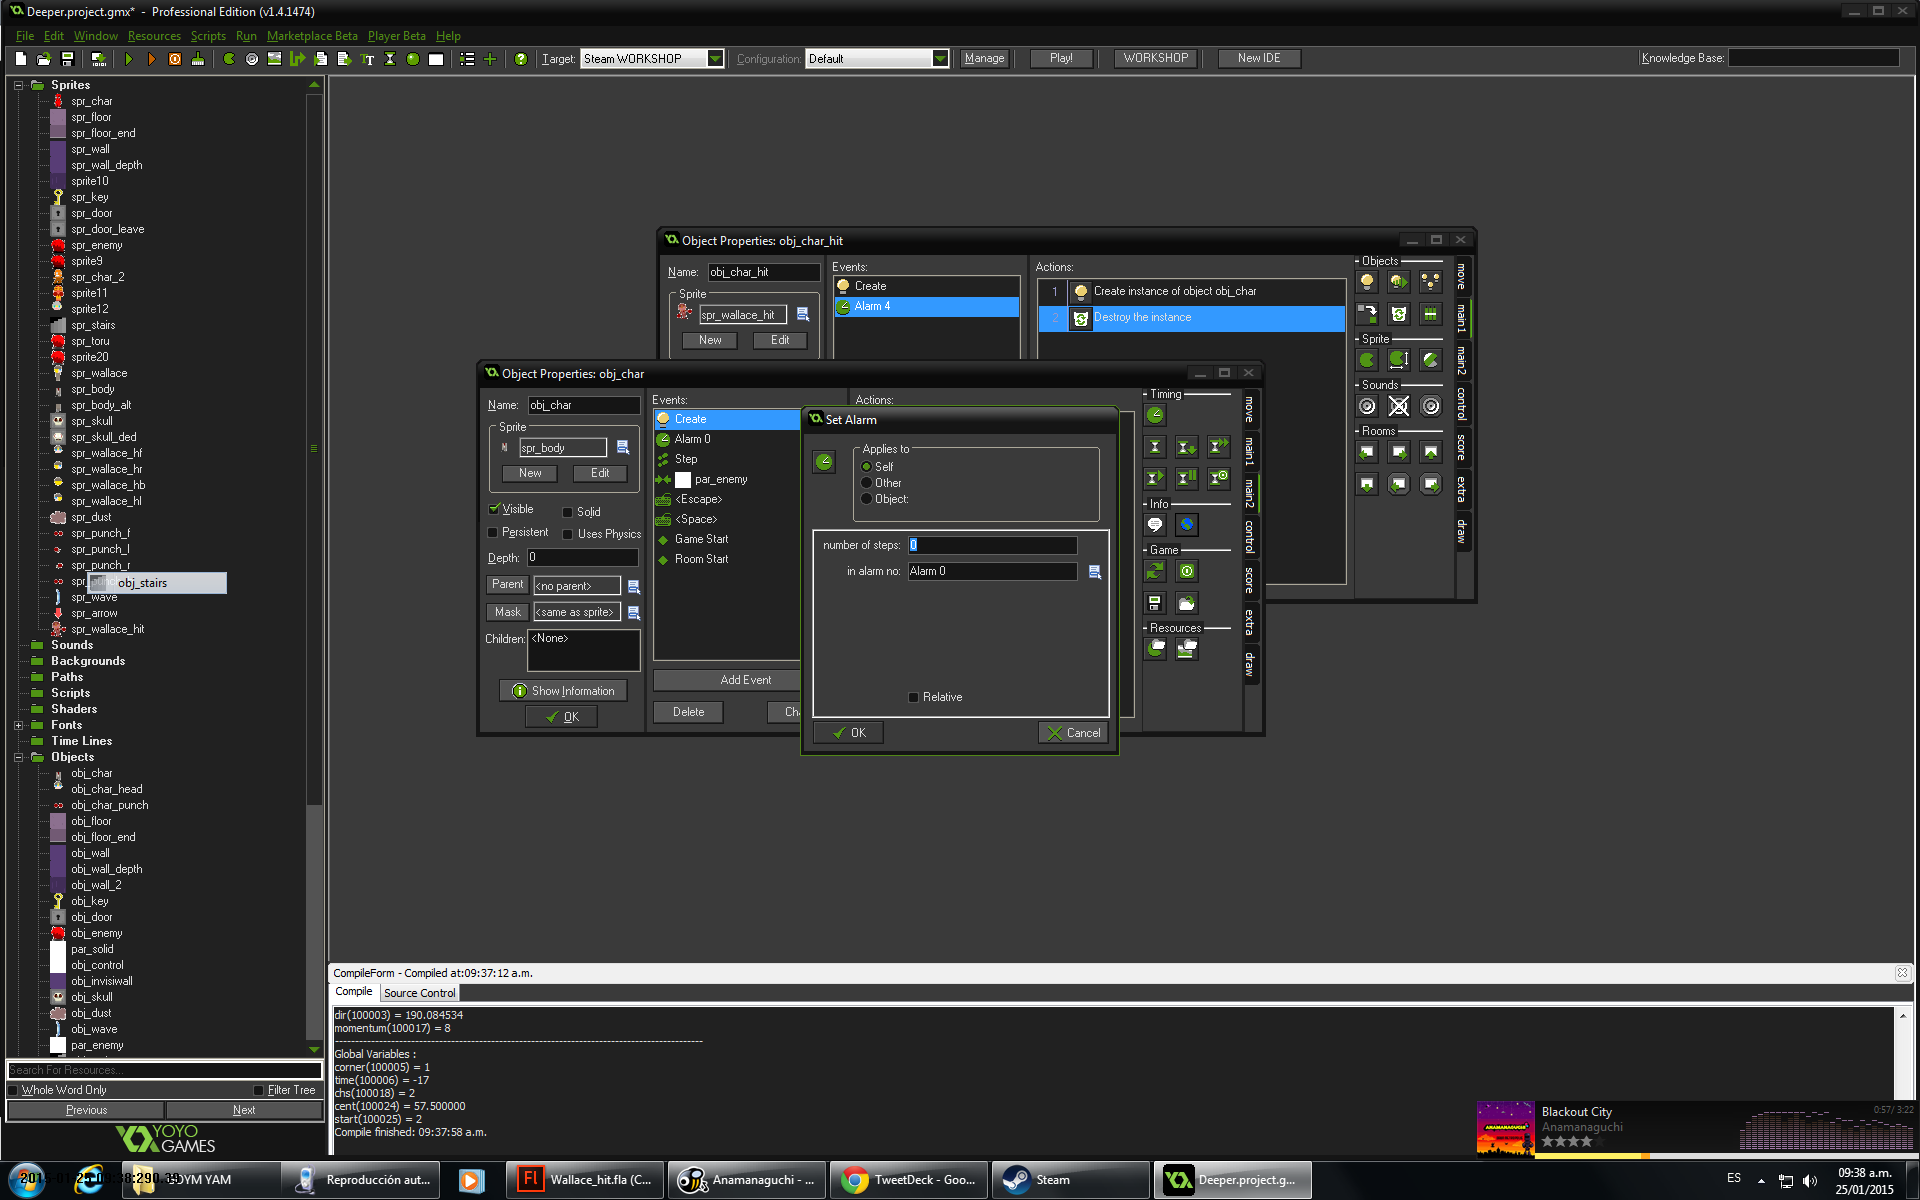 Deeper.project.gmx* - Professional Edition (v1.4.1474)
File Edit Window Resources Scripts Run Marketplace Beta Player Beta Help
Target: Steam WORKSHOP Configuration: Default Manage Play! WORKSHOP New IDE Knowledge Base:
Sprites
spr_char
spr_floor
spr_floor_end
spr_wall
spr_wall_depth
sprite10
spr_key
spr_door
spr_door_leave
spr_enemy
sprite9
spr_char_2
sprite11
sprite12
spr_stairs
spr_toru
sprite20
spr_wallace
spr_body
spr_body_alt
spr_skull
spr_skull_ded
spr_wallace_hf
spr_wallace_hr
spr_wallace_hb
spr_wallace_hl
spr_dust
spr_punch_f
spr_punch_l
spr_punch_r
obj_stairs
spr_wave
spr_arrow
spr_wallace_hit
Sounds
Backgrounds
Paths
Scripts
Shaders
Fonts
Time Lines
Objects
obj_char
obj_char_head
obj_char_punch
obj_floor
obj_floor_end
obj_wall
obj_wall_depth
obj_wall_2
obj_key
obj_door
obj_enemy
par_solid
obj_control
obj_invisiwall
obj_skull
obj_dust
obj_wave
par_enemy
Search For Resources...
Whole Word Only Filter Tree
Previous Next
YOYO
GAMES
Object Properties: obj_char_hit
Name: obj_char_hit
Sprite
spr_wallace_hit
New Edit
Events:
Create
Alarm 4
Actions:
1 Create instance of object obj_char
2 Destroy the instance
Objects
Sprite
Sounds
Rooms
move
main1
main2
control
score
extra
draw
Object Properties: obj_char
Name: obj_char
Sprite
spr_body
New Edit
Visible Solid
Persistent Uses Physics
Depth: 0
Parent <no parent>
Mask <same as sprite>
Children: <None>
Show Information
OK
Events:
Create
Alarm 0
Step
par_enemy
<Escape>
<Space>
Game Start
Room Start
Add Event
Delete
Actions:
Timing
Info
Game
Resources
move
main1
main2
control
score
extra
draw
Set Alarm
Applies to
Self
Other
Object:
number of steps: 0
in alarm no: Alarm 0
Relative
OK Cancel
CompileForm - Compiled at:09:37:12 a.m.
Compile Source Control
dir(100003) = 190.084534
momentum(100017) = 8
Global Variables :
corner(100005) = 1
time(100006) = -17
chs(100018) = 2
cent(100024) = 57.500000
start(100025) = 2
Compile finished: 09:37:58 a.m.
ANAMANAGUCHI
Blackout City
Anamanaguchi
0:57/ 3:22
YAM
Reproducción aut...
Wallace_hit.fla (C...
Anamanaguchi - ...
TweetDeck - Goo...
Steam
Deeper.project.g...
ES
09:38 a.m.
25/01/2015